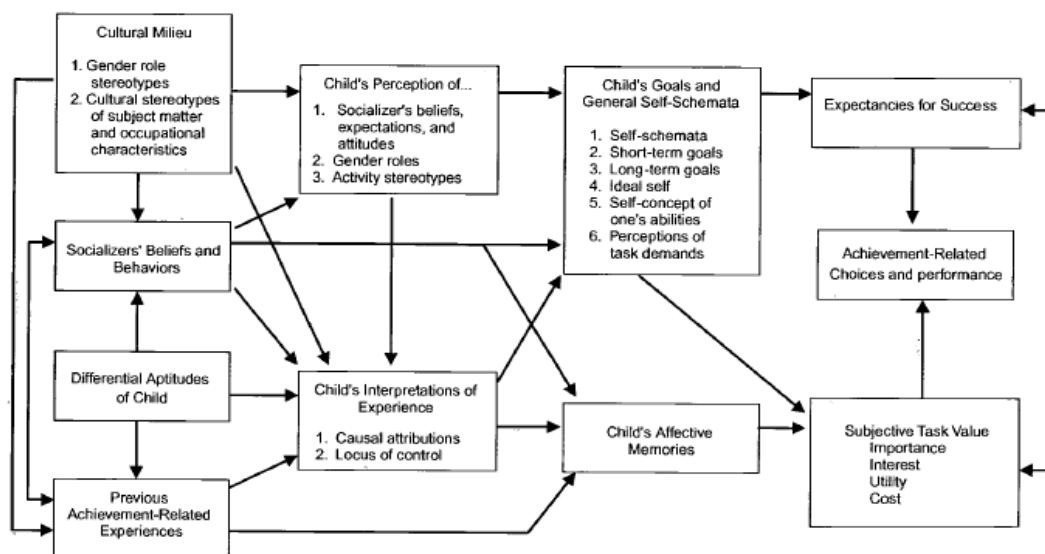 Cultural Milieu
1. Gender role
stereotypes
2. Cultural stereotypes
of subject matter
and occupational
characteristics
Socializers' Beliefs and
Behaviors
Differential Aptitudes
of Child
Previous
Achievement-Related
Experiences
Child's Perception of...
1. Socializer's beliefs,
expectations, and
attitudes
2. Gender roles
3. Activity stereotypes
Child's Interpretations of
Experience
1. Causal attributions
2. Locus of control
Child's Goals and
General Self-Schemata
1. Self-schemata
2. Short-term goals
3. Long-term goals
4. Ideal self
5. Self-concept of
one's abilities
6. Perceptions of
task demands
Child's Affective
Memories
Expectancies for Success
Achievement-Related
Choices and performance
Subjective Task Value
Importance
Interest
Utility
Cost